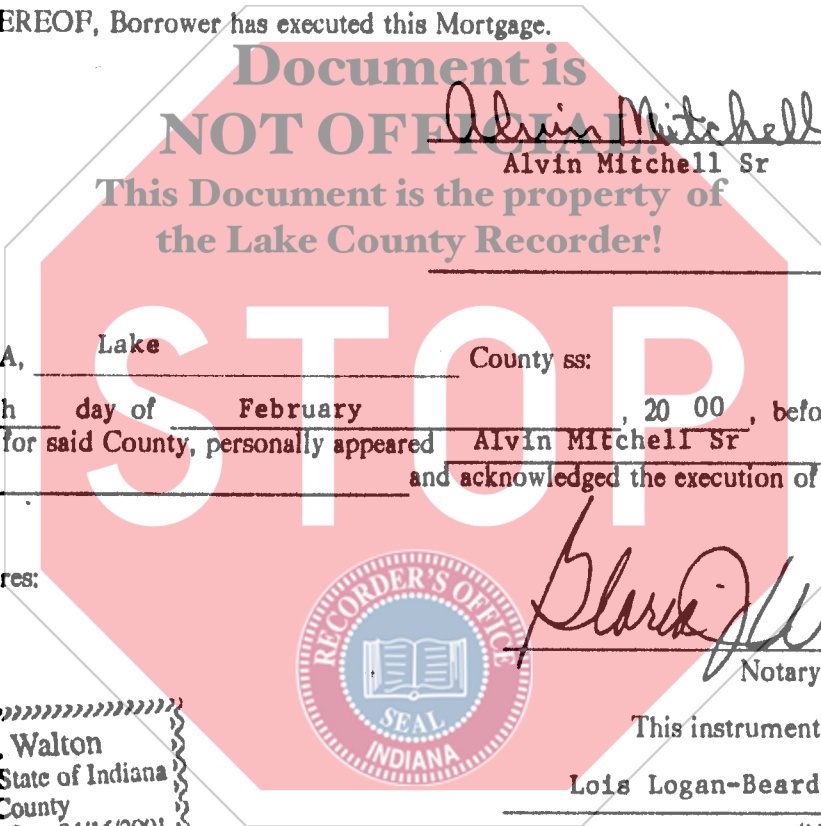 EREOF, Borrower has executed this Mortgage.
Document is
NOT OFFICIAL!
Alvin Mitchell
Alvin Mitchell Sr
This Document is the property of
the Lake County Recorder!
STOP
A, Lake County ss:
h day of February , 20 00 , befo
for said County, personally appeared Alvin MItchell Sr
and acknowledged the execution of
res:
RECORDER'S OFFICE
SEAL
INDIANA
Gloria J W
Notary
. Walton
State of Indiana
County
This instrument
Lois Logan-Beard